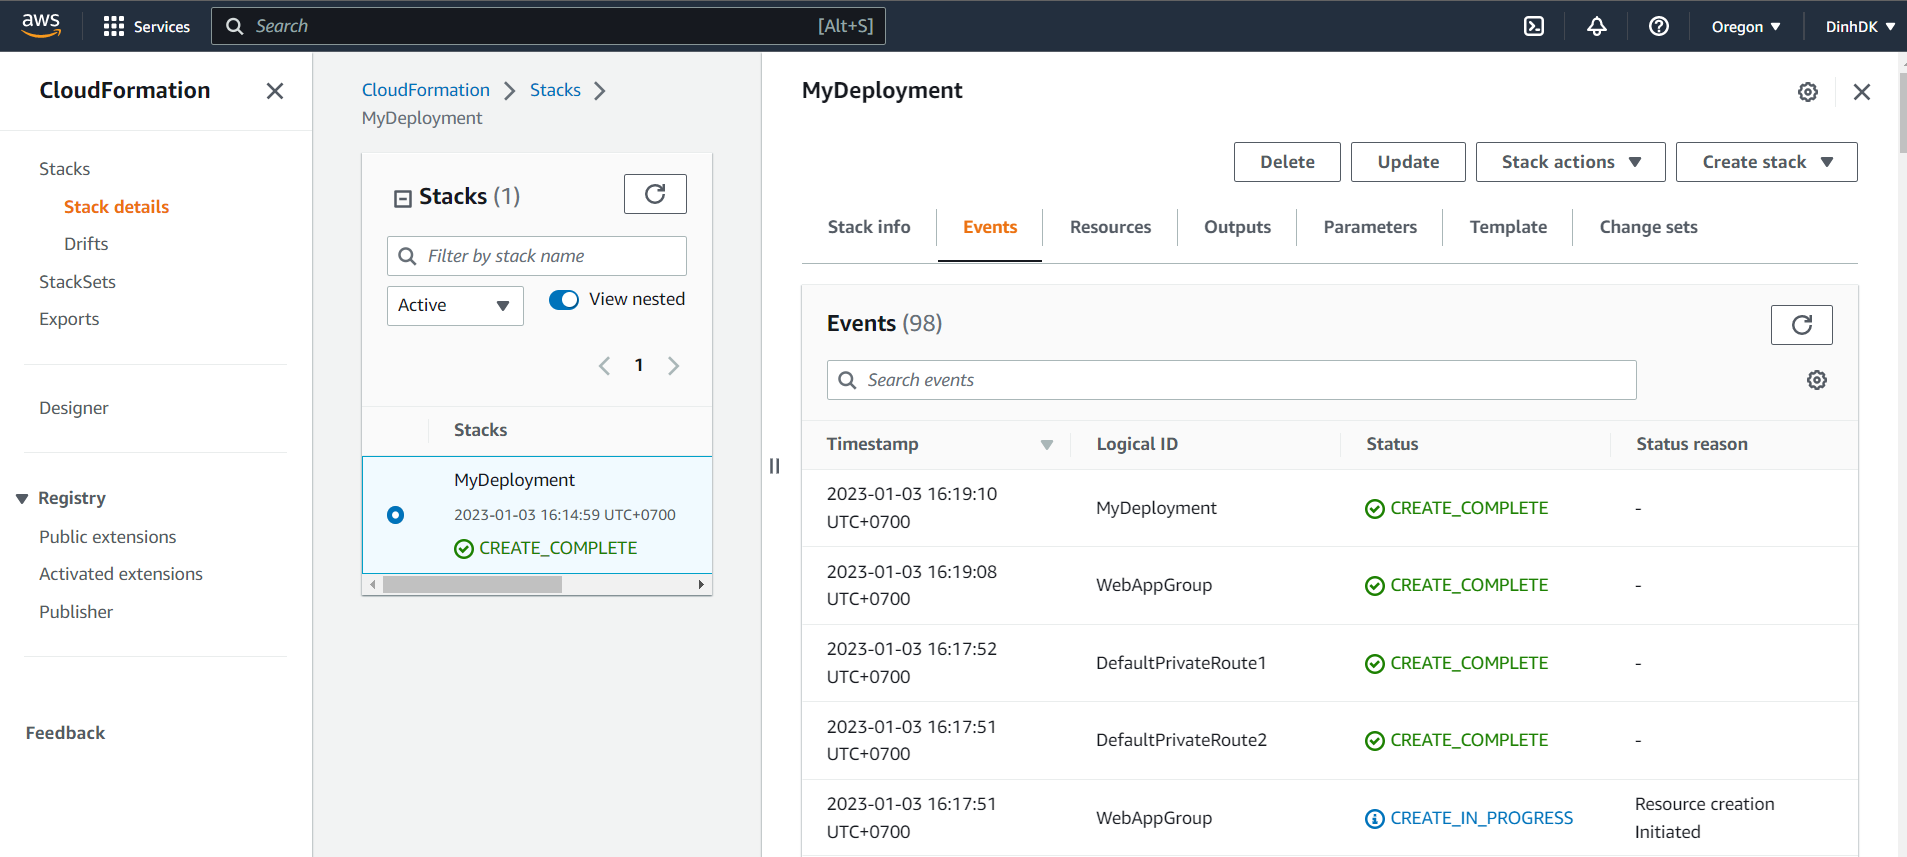 aws
Services
Search
[Alt+S]
Oregon
DinhDK
CloudFormation
Stacks
Stack details
Drifts
StackSets
Exports
Designer
Registry
Public extensions
Activated extensions
Publisher
Feedback
CloudFormation
Stacks
MyDeployment
Stacks (1)
Filter by stack name
Active
View nested
1
Stacks
MyDeployment
2023-01-03 16:14:59 UTC+0700
CREATE_COMPLETE
MyDeployment
Delete
Update
Stack actions
Create stack
Stack info
Events
Resources
Outputs
Parameters
Template
Change sets
Events (98)
Search events
Timestamp
Logical ID
Status
Status reason
2023-01-03 16:19:10
UTC+0700
MyDeployment
CREATE_COMPLETE
-
2023-01-03 16:19:08
UTC+0700
WebAppGroup
CREATE_COMPLETE
-
2023-01-03 16:17:52
UTC+0700
DefaultPrivateRoute1
CREATE_COMPLETE
-
2023-01-03 16:17:51
UTC+0700
DefaultPrivateRoute2
CREATE_COMPLETE
-
2023-01-03 16:17:51
UTC+0700
WebAppGroup
CREATE_IN_PROGRESS
Resource creation
Initiated